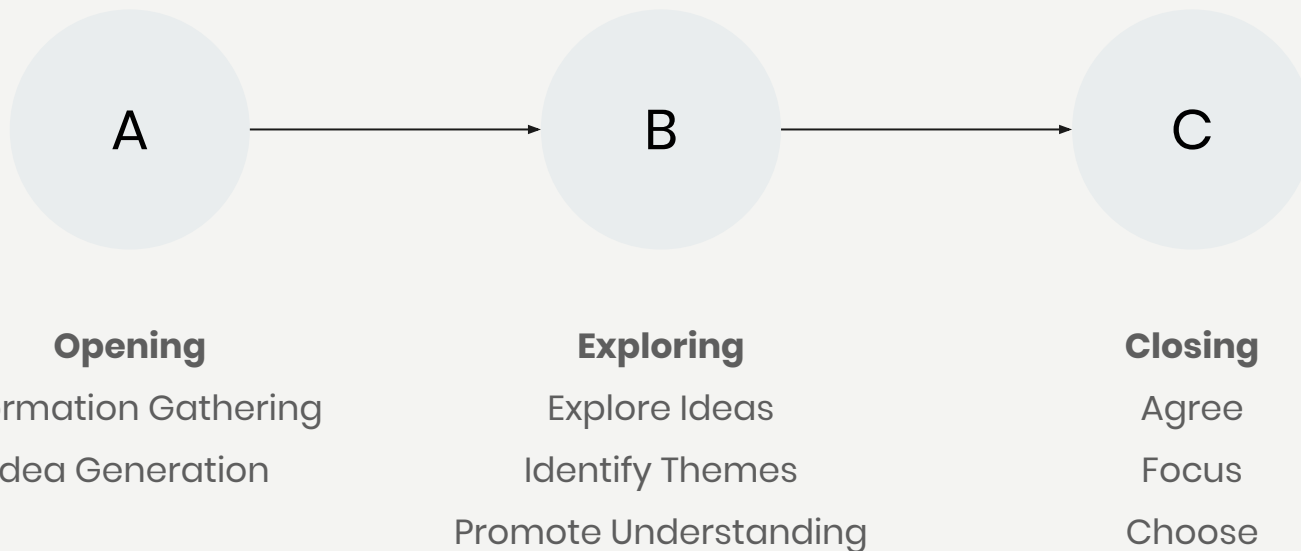 A
B
C
Opening
rmation Gathering
dea Generation
Exploring
Explore Ideas
Identify Themes
Promote Understanding
Closing
Agree
Focus
Choose